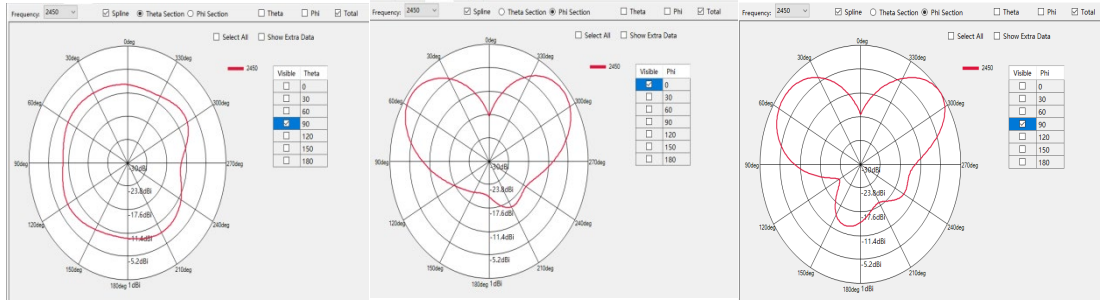 Frequency: 2450 Spline Theta Section Phi Section Theta Phi Total
Select All Show Extra Data
2450
Visible Theta
0
30
60
90
120
150
180
0deg
30deg
60deg
90deg
120deg
150deg
180deg
210deg
240deg
270deg
300deg
330deg
-30dBi
-23.8dBi
-17.6dBi
-11.4dBi
-5.2dBi
1dBi
Frequency: 2450 Spline Theta Section Phi Section Theta Phi Total
Select All Show Extra Data
2450
Visible Phi
0
30
60
90
120
150
180
0deg
30deg
60deg
90deg
120deg
150deg
180deg
210deg
240deg
270deg
300deg
330deg
-30dBi
-23.8dBi
-17.6dBi
-11.4dBi
-5.2dBi
1dBi
Frequency: 2450 Spline Theta Section Phi Section Theta Phi Total
Select All Show Extra Data
2450
Visible Phi
0
30
60
90
120
150
180
0deg
30deg
60deg
90deg
120deg
150deg
180deg
210deg
240deg
270deg
300deg
330deg
-30dBi
-23.8dBi
-17.6dBi
-11.4dBi
-5.2dBi
1dBi